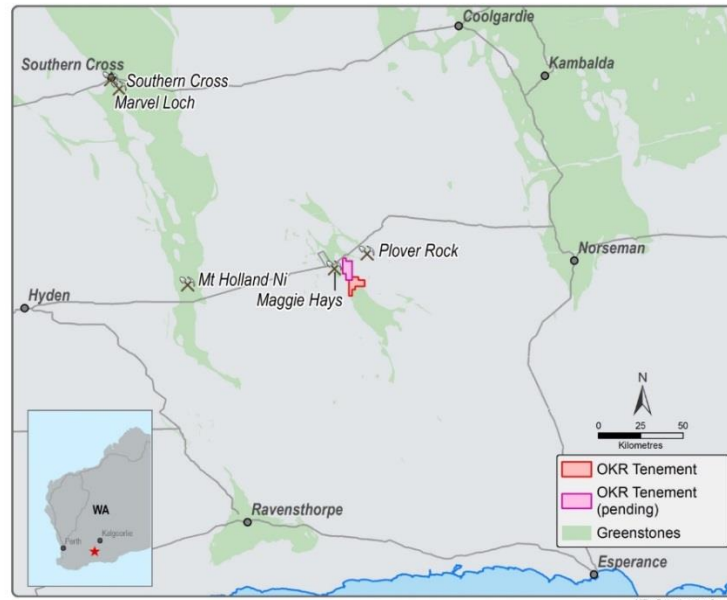 Coolgardie
Southern Cross
Kambalda
Southern Cross
Marvel Loch
Plover Rock
Norseman
Mt Holland Ni
Maggie Hays
Hyden
N
0 25 50
Kilometres
OKR Tenement
OKR Tenement
(pending)
Greenstones
WA
Kalgoorlie
Perth
Ravensthorpe
Esperance